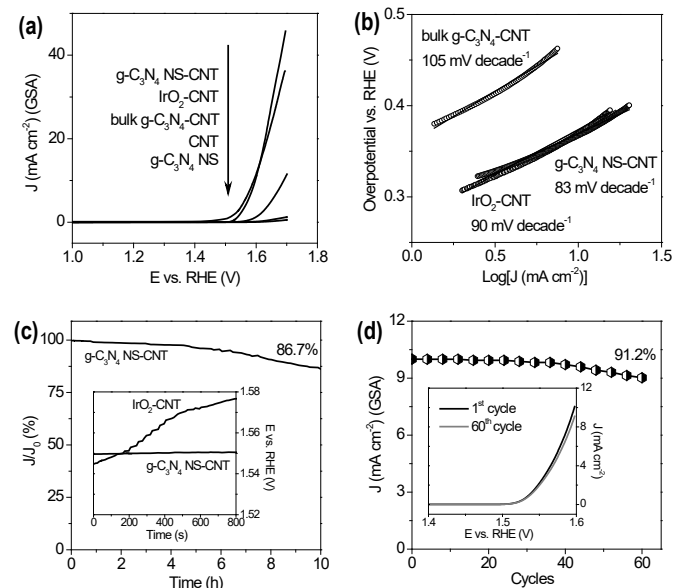 (a)
60
40
20
0
1.0
1.2
1.4
1.6
1.8
J (mA cm⁻²) (GSA)
E vs. RHE (V)
g-C₃N₄ NS-CNT
IrO₂-CNT
bulk g-C₃N₄-CNT
CNT
g-C₃N₄ NS
(b)
0.5
0.4
0.3
0.0
0.5
1.0
1.5
Overpotential vs. RHE (V)
Log[J (mA cm⁻²)]
bulk g-C₃N₄-CNT
105 mV decade⁻¹
g-C₃N₄ NS-CNT
83 mV decade⁻¹
IrO₂-CNT
90 mV decade⁻¹
(c)
100
75
50
25
0
0
2
4
6
8
10
J/J₀ (%)
Time (h)
g-C₃N₄ NS-CNT
86.7%
IrO₂-CNT
g-C₃N₄ NS-CNT
1.58
1.56
1.54
1.52
0
200
400
600
800
E vs. RHE (V)
Time (s)
(d)
12
9
6
3
0
0
20
40
60
J (mA cm⁻²) (GSA)
Cycles
91.2%
1ˢᵗ cycle
60ᵗʰ cycle
10
8
4
0
1.4
1.5
1.6
J (mA cm⁻²)
E vs. RHE (V)